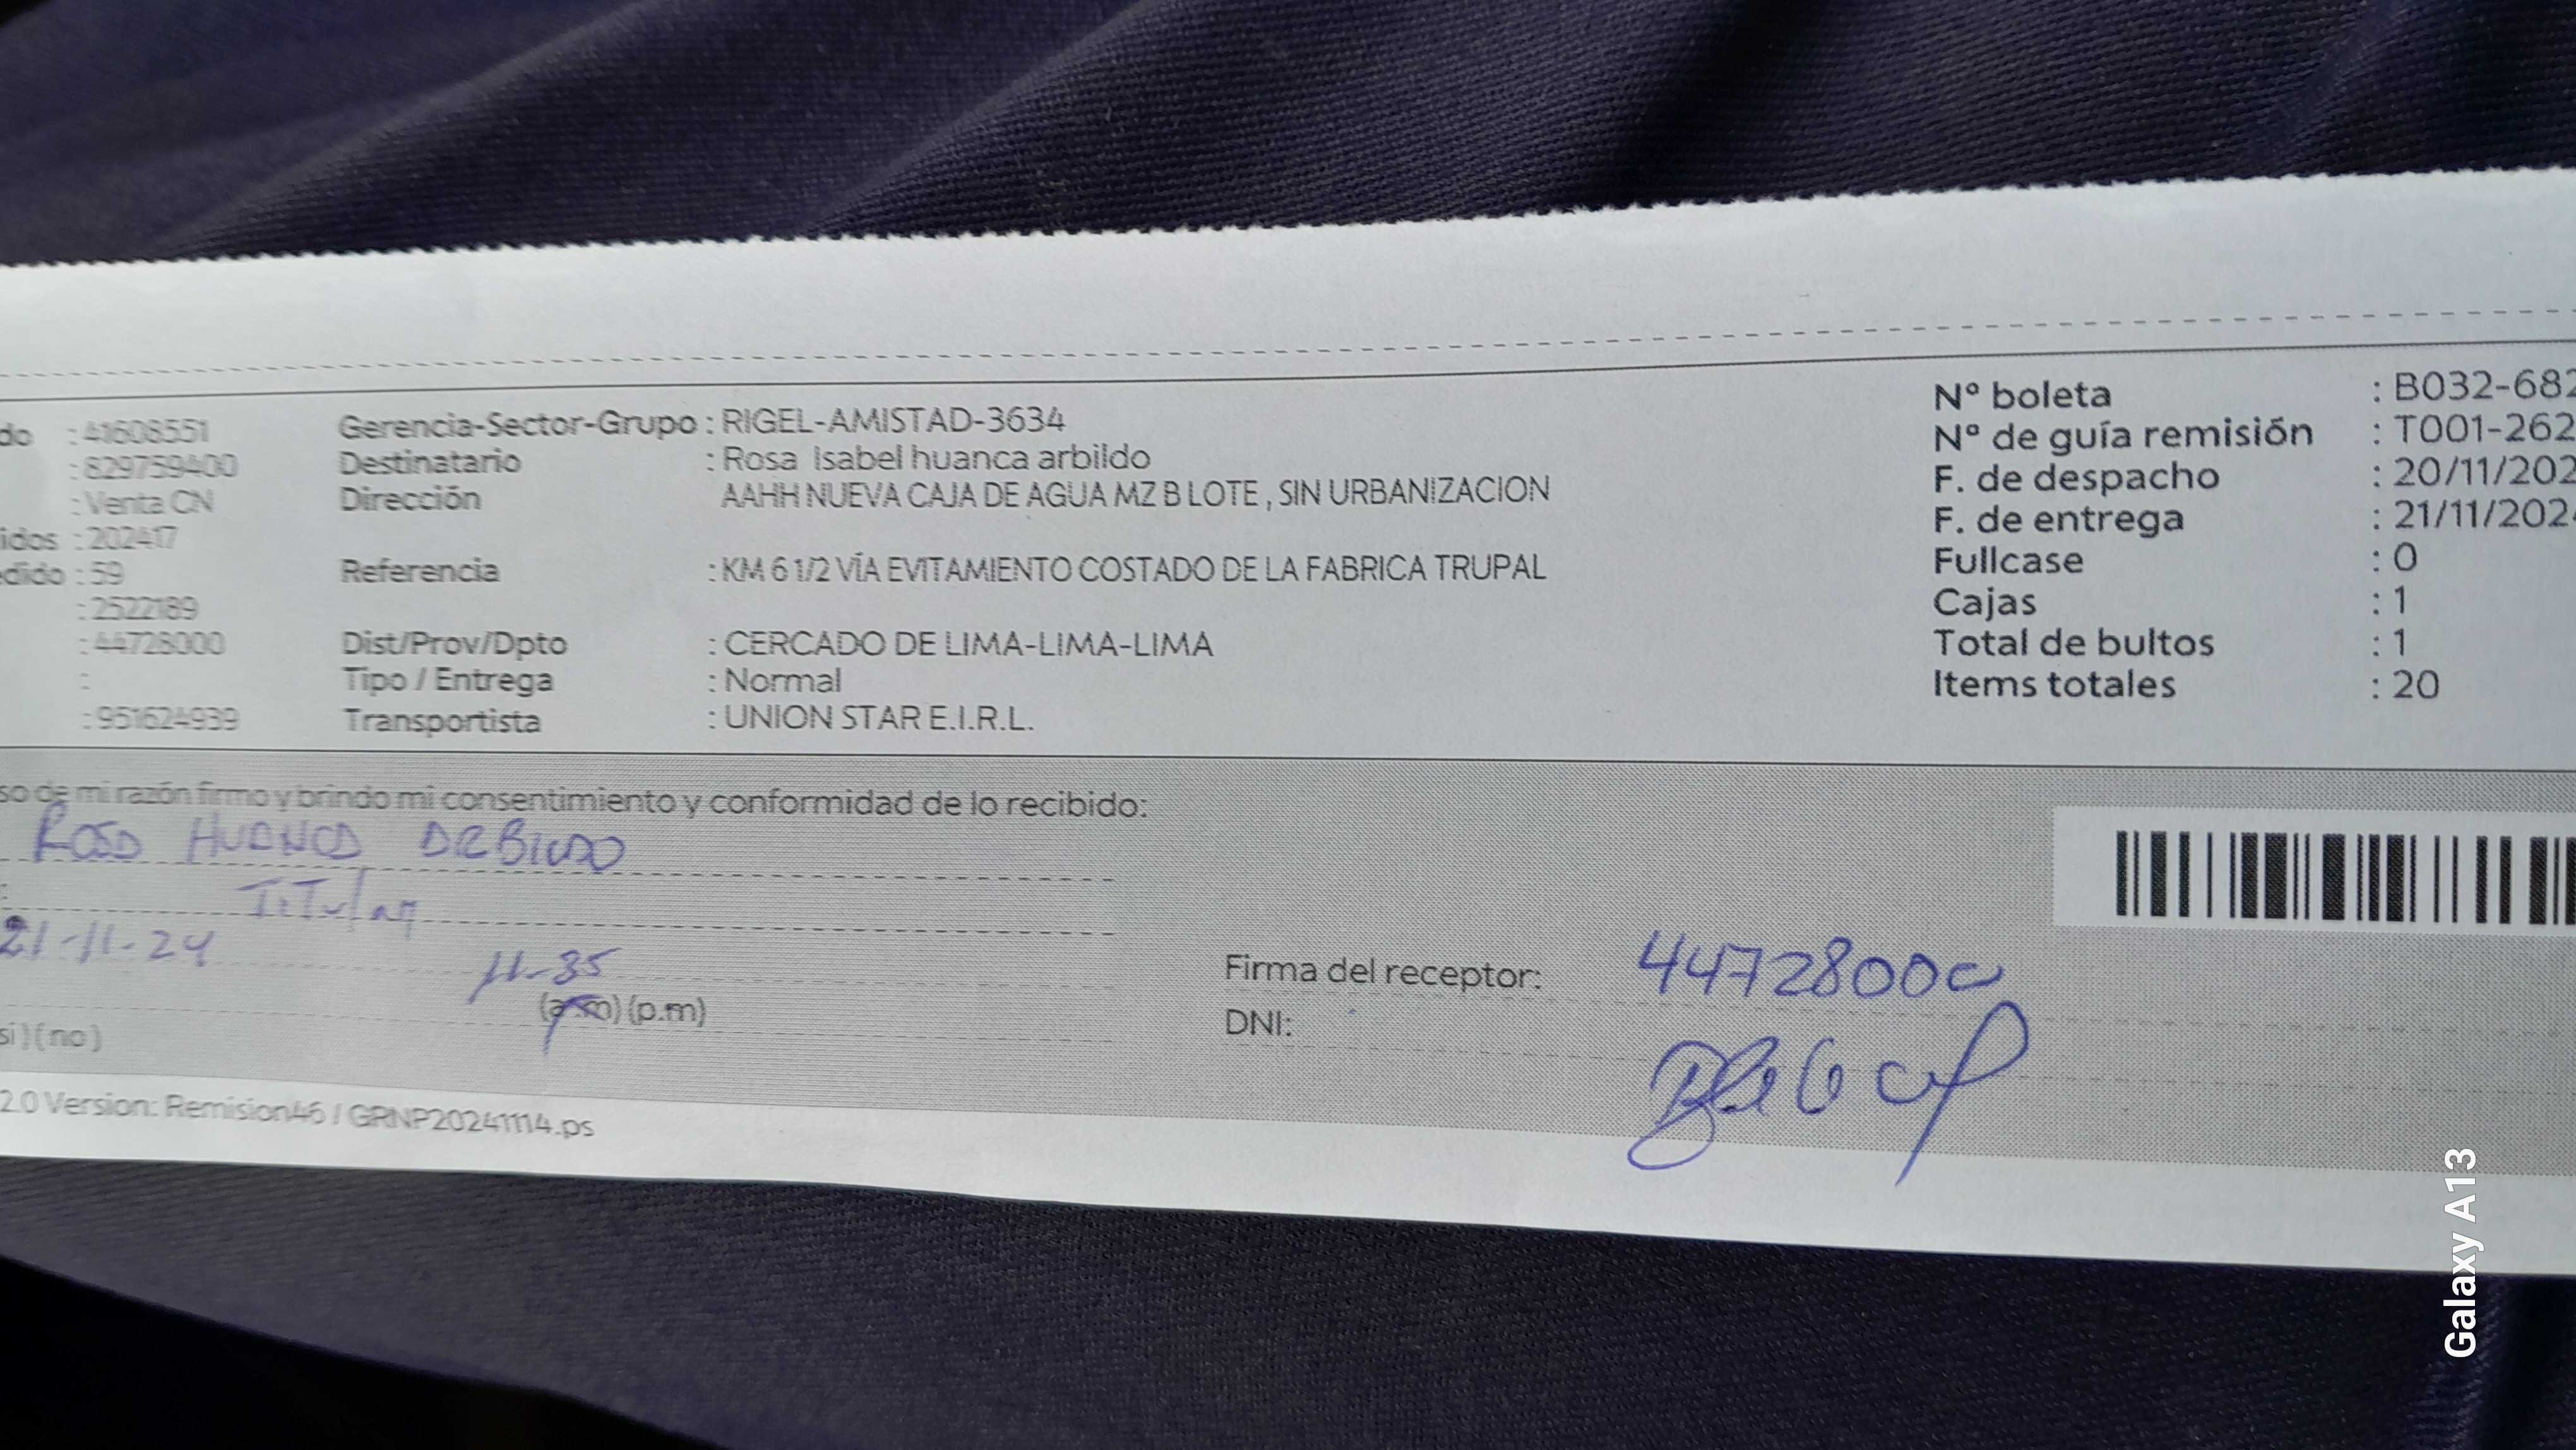 do : 41608551 Gerencia-Sector-Grupo : RIGEL-AMISTAD-3634 N° boleta : B032-682
: 829759400 Destinatario : Rosa Isabel huanca arbildo N° de guía remisión : T001-262
: Venta CN Dirección AAHH NUEVA CAJA DE AGUA MZ B LOTE , SIN URBANIZACION F. de despacho : 20/11/202
idos : 202417 F. de entrega : 21/11/202
edido : 59 Referencia : KM 6 1/2 VÍA EVITAMIENTO COSTADO DE LA FABRICA TRUPAL Fullcase : 0
: 2522189 Cajas : 1
: 44728000 Dist/Prov/Dpto : CERCADO DE LIMA-LIMA-LIMA Total de bultos : 1
: Tipo / Entrega : Normal Items totales : 20
: 951624939 Transportista : UNION STAR E.I.R.L.
so de mi razón firmo y brindo mi consentimiento y conformidad de lo recibido:
ROSA HUANCA ARBILDO
: Titular
21-11-24 11-35
(a.m) (p.m)
si ) ( no )
Firma del receptor: 44728000
DNI:
2.0 Version: Remision46 / GRNP20241114.ps
Galaxy A13